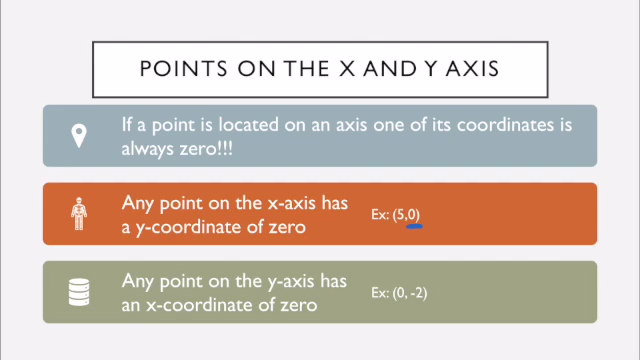 POINTS ON THE X AND Y AXIS
If a point is located on an axis one of its coordinates is
always zero!!!
Any point on the x-axis has
a y-coordinate of zero
Ex: (5,0)
Any point on the y-axis has
an x-coordinate of zero
Ex: (0, -2)